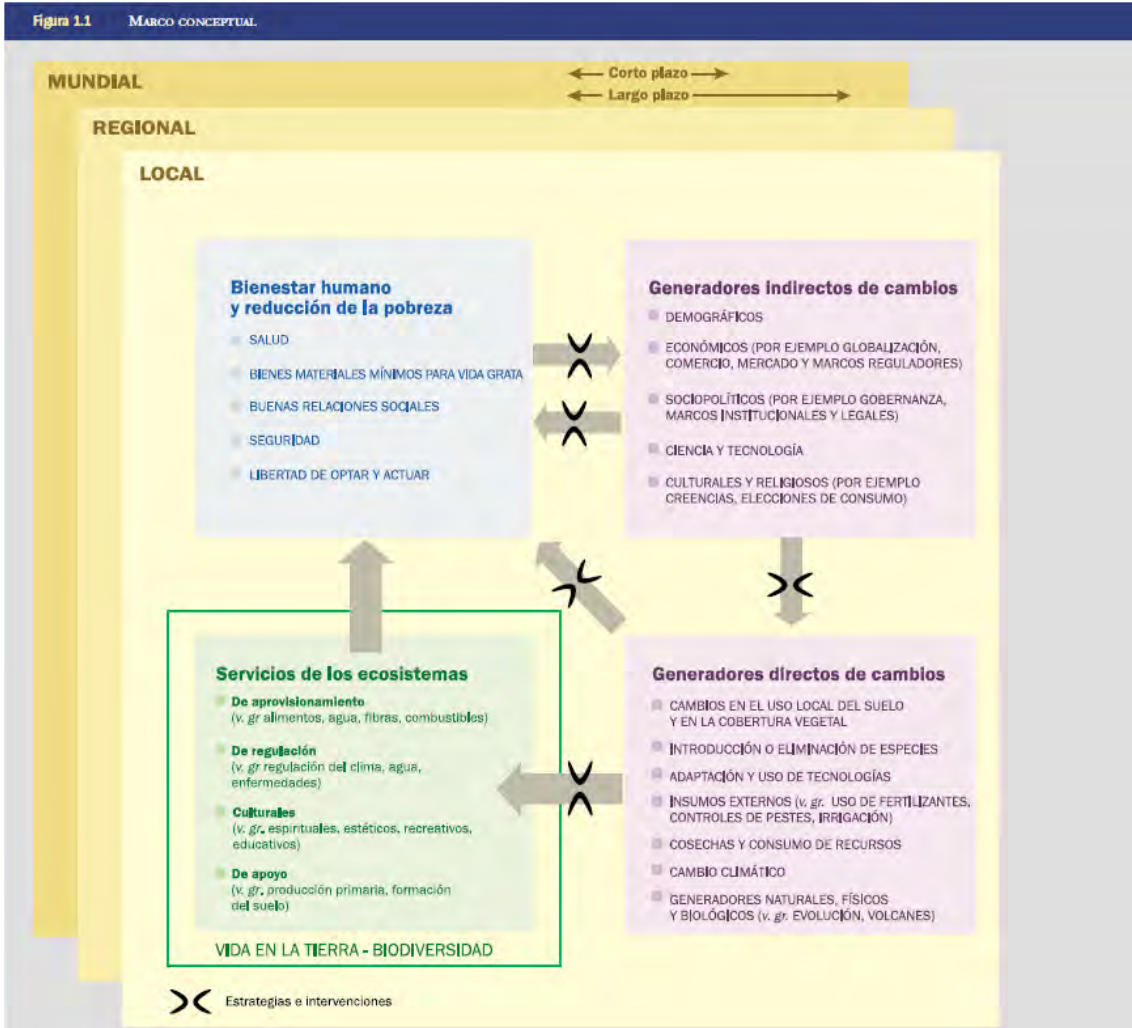 Figura 1.1 MARCO CONCEPTUAL
MUNDIAL
Corto plazo
Largo plazo
REGIONAL
LOCAL
Bienestar humano
y reducción de la pobreza
SALUD
BIENES MATERIALES MÍNIMOS PARA VIDA GRATA
BUENAS RELACIONES SOCIALES
SEGURIDAD
LIBERTAD DE OPTAR Y ACTUAR
Generadores indirectos de cambios
DEMOGRÁFICOS
ECONÓMICOS (POR EJEMPLO GLOBALIZACIÓN,
COMERCIO, MERCADO Y MARCOS REGULADORES)
SOCIOPOLÍTICOS (POR EJEMPLO GOBERNANZA,
MARCOS INSTITUCIONALES Y LEGALES)
CIENCIA Y TECNOLOGÍA
CULTURALES Y RELIGIOSOS (POR EJEMPLO
CREENCIAS, ELECCIONES DE CONSUMO)
Servicios de los ecosistemas
De aprovisionamiento
(v. gr alimentos, agua, fibras, combustibles)
De regulación
(v. gr regulación del clima, agua,
enfermedades)
Culturales
(v. gr. espirituales, estéticos, recreativos,
educativos)
De apoyo
(v. gr. producción primaria, formación
del suelo)
VIDA EN LA TIERRA - BIODIVERSIDAD
Generadores directos de cambios
CAMBIOS EN EL USO LOCAL DEL SUELO
Y EN LA COBERTURA VEGETAL
INTRODUCCIÓN O ELIMINACIÓN DE ESPECIES
ADAPTACIÓN Y USO DE TECNOLOGÍAS
INSUMOS EXTERNOS (v. gr. USO DE FERTILIZANTES,
CONTROLES DE PESTES, IRRIGACIÓN)
COSECHAS Y CONSUMO DE RECURSOS
CAMBIO CLIMÁTICO
GENERADORES NATURALES, FÍSICOS
Y BIOLÓGICOS (v. gr. EVOLUCIÓN, VOLCANES)
Estrategias e intervenciones